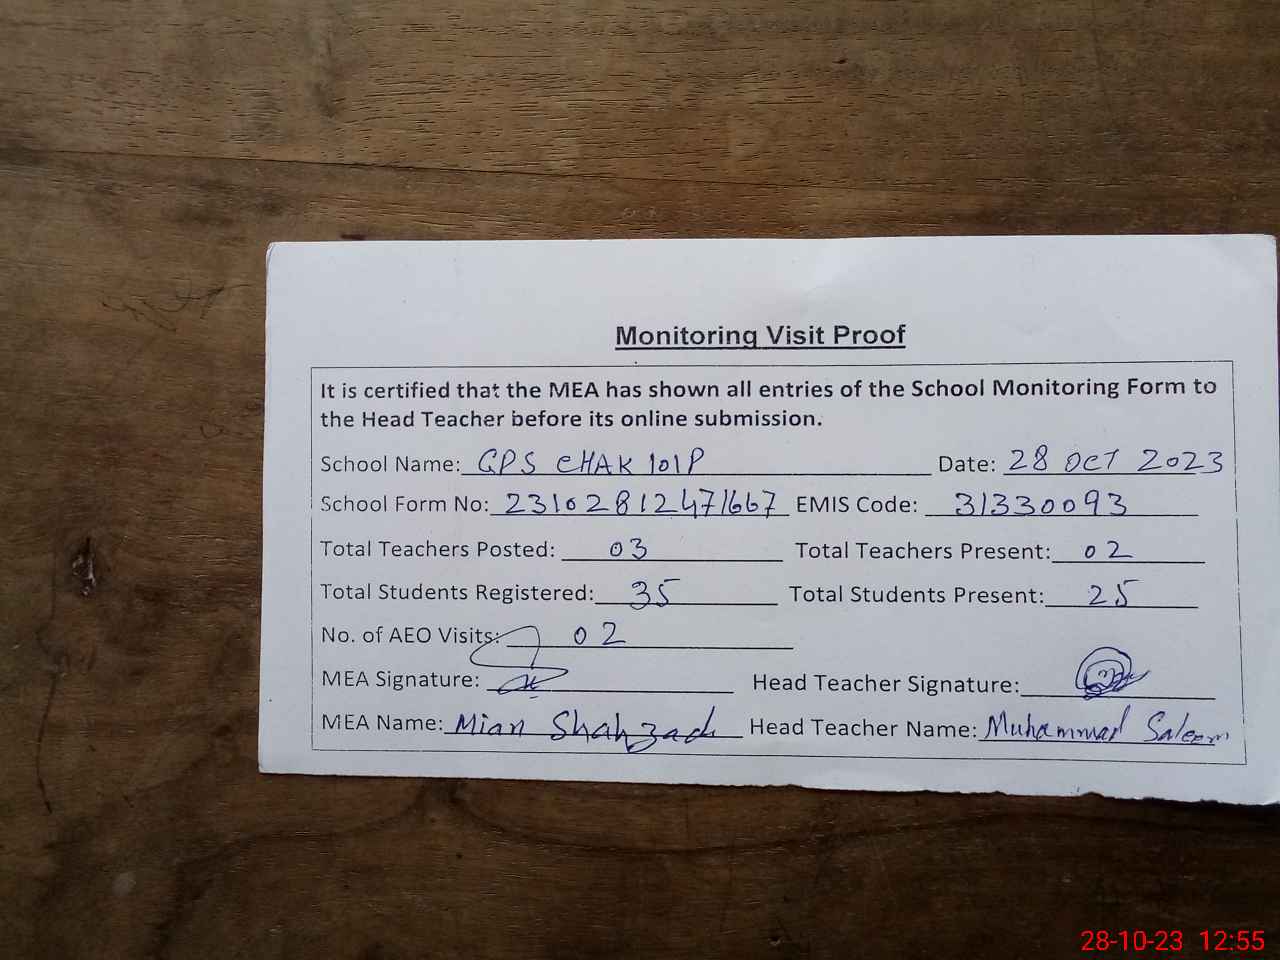 Monitoring Visit Proof
It is certified that the MEA has shown all entries of the School Monitoring Form to
the Head Teacher before its online submission.
School Name: GPS CHAK 101P Date: 28 OCT 2023
School Form No: 23102812471667 EMIS Code: 31330093
Total Teachers Posted: 03 Total Teachers Present: 02
Total Students Registered: 35 Total Students Present: 25
No. of AEO Visits: 02
MEA Signature: Head Teacher Signature:
MEA Name: Mian Shahzad Head Teacher Name: Muhammad Saleem
28-10-23 12:55